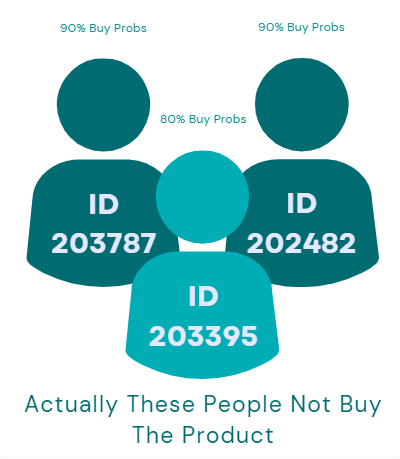 90% Buy Probs
90% Buy Probs
80% Buy Probs
ID
203787
ID
202482
ID
203395
Actually These People Not Buy
The Product